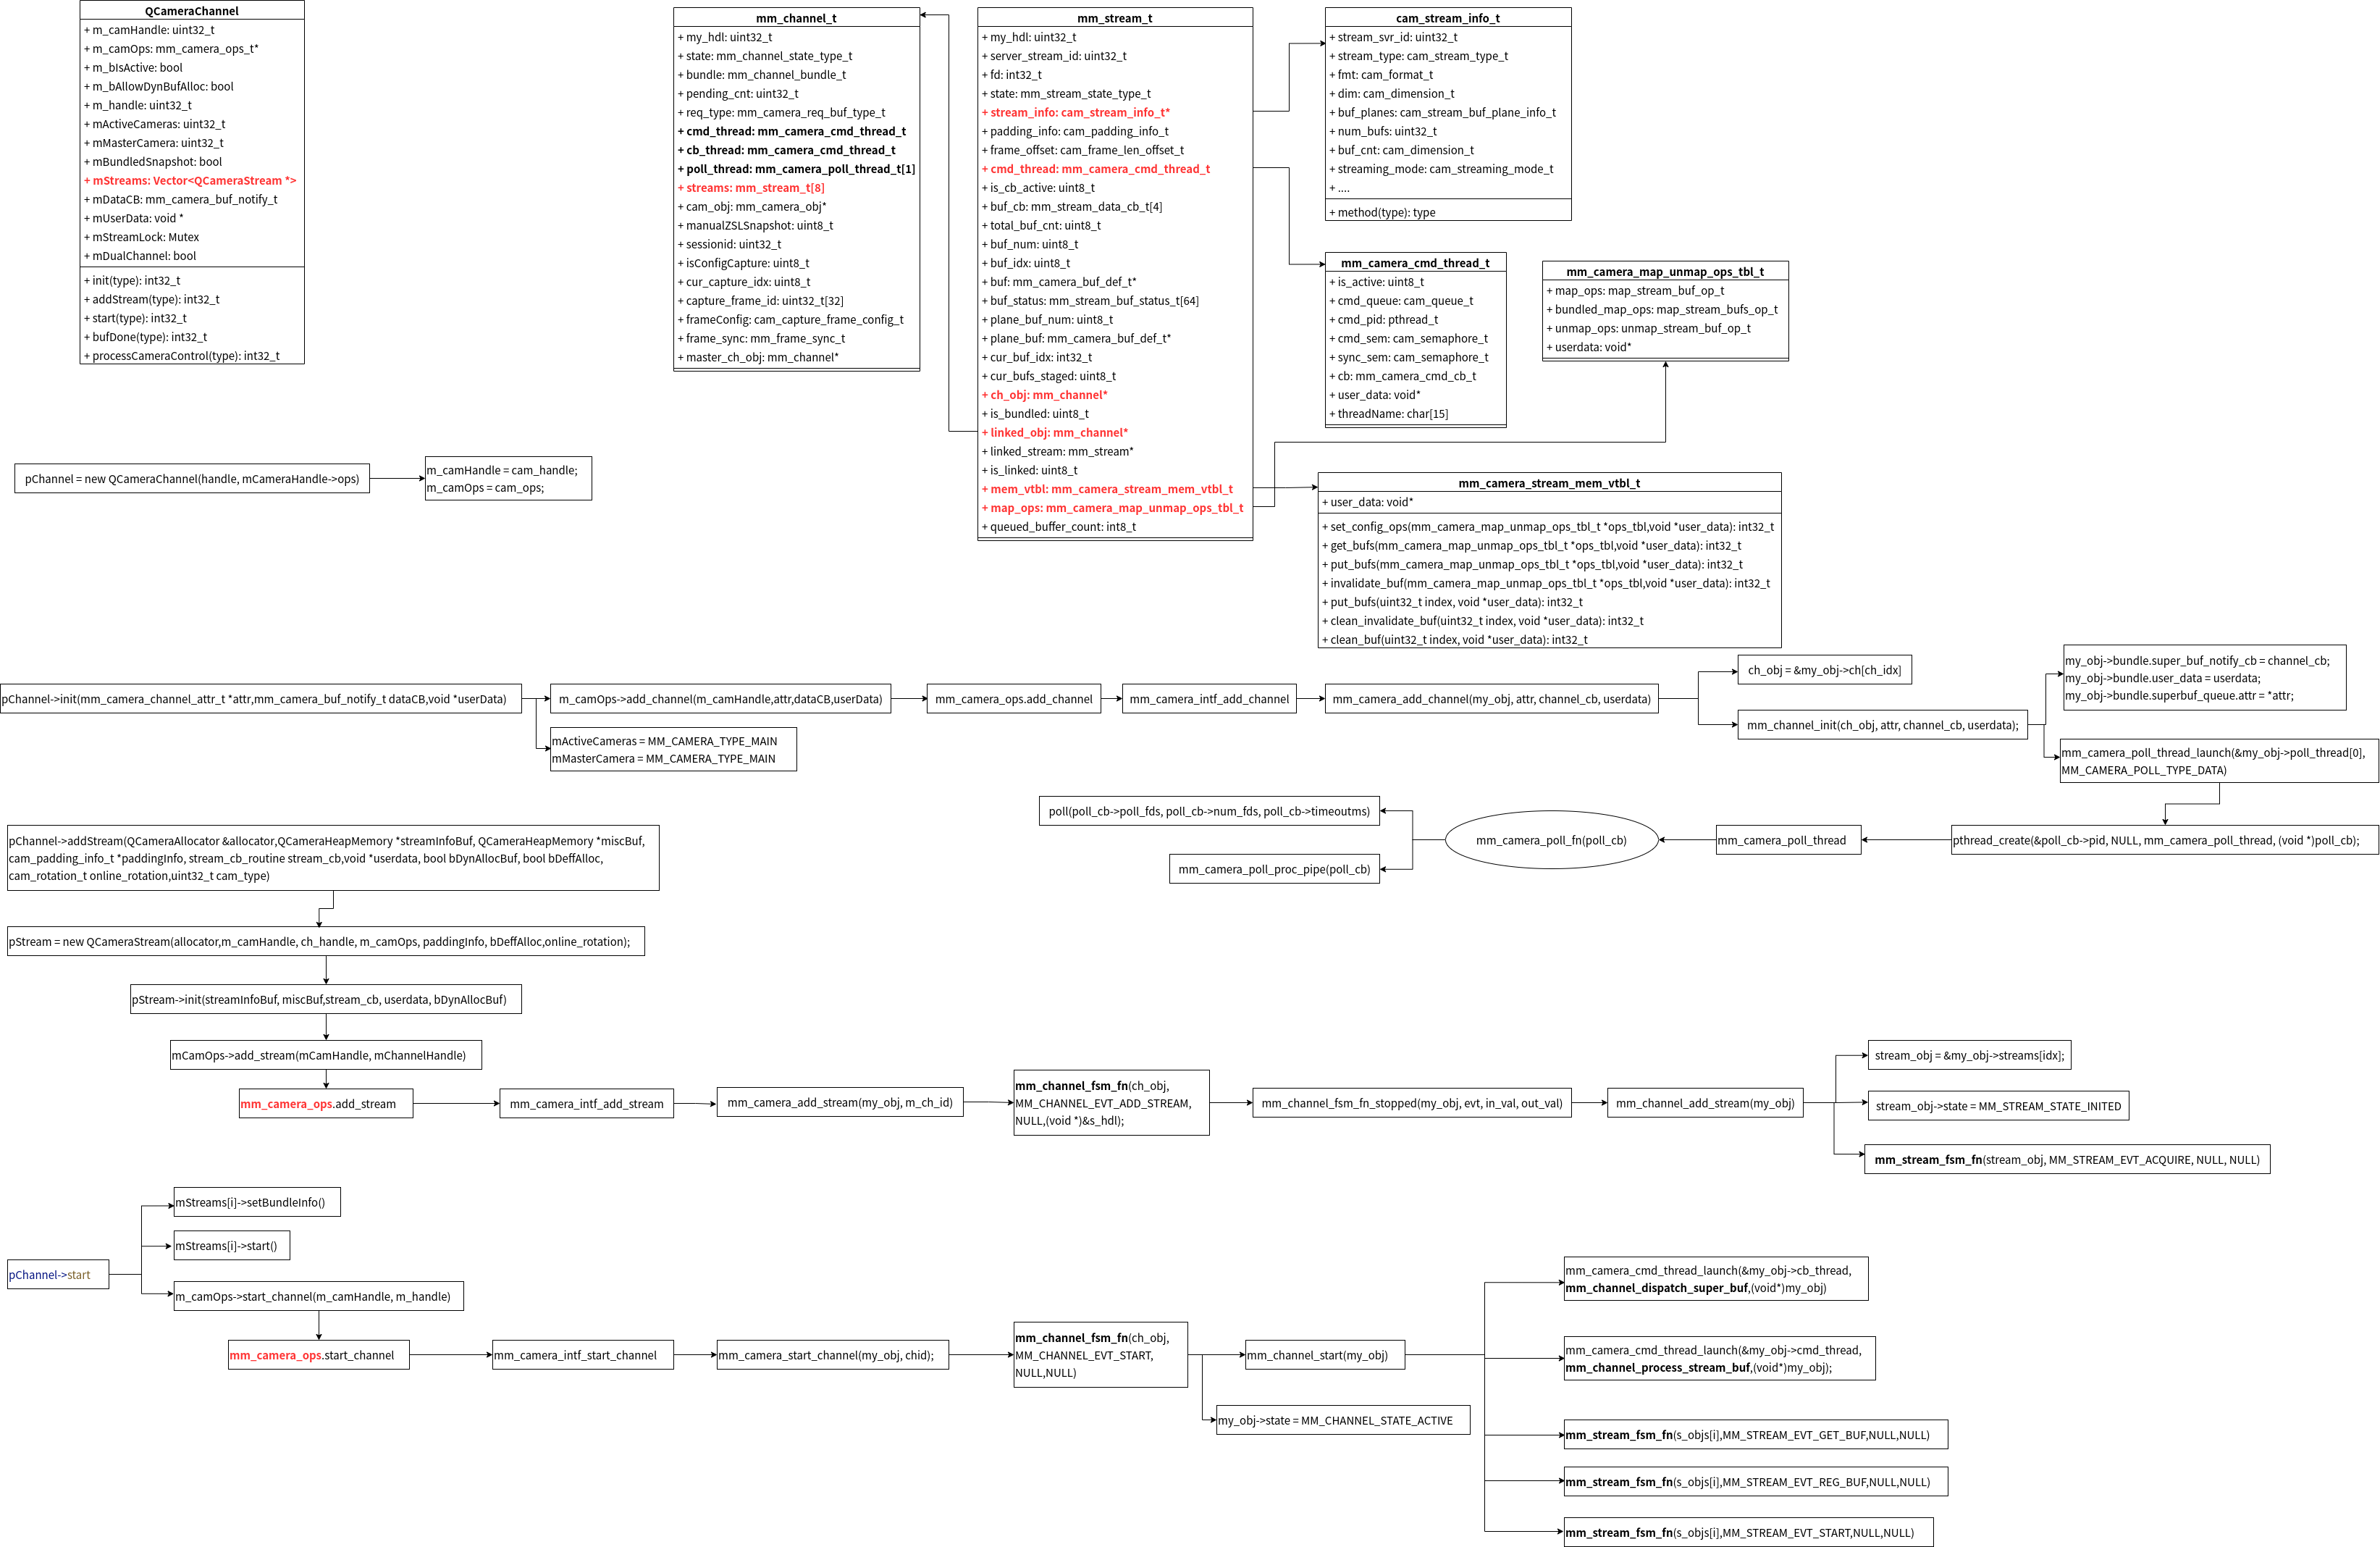 QCameraChannel
+ m_camHandle: uint32_t
+ m_camOps: mm_camera_ops_t*
+ m_bIsActive: bool
+ m_bAllowDynBufAlloc: bool
+ m_handle: uint32_t
+ mActiveCameras: uint32_t
+ mMasterCamera: uint32_t
+ mBundledSnapshot: bool
+ mStreams: Vector<QCameraStream *>
+ mDataCB: mm_camera_buf_notify_t
+ mUserData: void *
+ mStreamLock: Mutex
+ mDualChannel: bool
+ init(type): int32_t
+ addStream(type): int32_t
+ start(type): int32_t
+ bufDone(type): int32_t
+ processCameraControl(type): int32_t
mm_channel_t
+ my_hdl: uint32_t
+ state: mm_channel_state_type_t
+ bundle: mm_channel_bundle_t
+ pending_cnt: uint32_t
+ req_type: mm_camera_req_buf_type_t
+ cmd_thread: mm_camera_cmd_thread_t
+ cb_thread: mm_camera_cmd_thread_t
+ poll_thread: mm_camera_poll_thread_t[1]
+ streams: mm_stream_t[8]
+ cam_obj: mm_camera_obj*
+ manualZSLSnapshot: uint8_t
+ sessionid: uint32_t
+ isConfigCapture: uint8_t
+ cur_capture_idx: uint8_t
+ capture_frame_id: uint32_t[32]
+ frameConfig: cam_capture_frame_config_t
+ frame_sync: mm_frame_sync_t
+ master_ch_obj: mm_channel*
mm_stream_t
+ my_hdl: uint32_t
+ server_stream_id: uint32_t
+ fd: int32_t
+ state: mm_stream_state_type_t
+ stream_info: cam_stream_info_t*
+ padding_info: cam_padding_info_t
+ frame_offset: cam_frame_len_offset_t
+ cmd_thread: mm_camera_cmd_thread_t
+ is_cb_active: uint8_t
+ buf_cb: mm_stream_data_cb_t[4]
+ total_buf_cnt: uint8_t
+ buf_num: uint8_t
+ buf_idx: uint8_t
+ buf: mm_camera_buf_def_t*
+ buf_status: mm_stream_buf_status_t[64]
+ plane_buf_num: uint8_t
+ plane_buf: mm_camera_buf_def_t*
+ cur_buf_idx: int32_t
+ cur_bufs_staged: uint8_t
+ ch_obj: mm_channel*
+ is_bundled: uint8_t
+ linked_obj: mm_channel*
+ linked_stream: mm_stream*
+ is_linked: uint8_t
+ mem_vtbl: mm_camera_stream_mem_vtbl_t
+ map_ops: mm_camera_map_unmap_ops_tbl_t
+ queued_buffer_count: int8_t
cam_stream_info_t
+ stream_svr_id: uint32_t
+ stream_type: cam_stream_type_t
+ fmt: cam_format_t
+ dim: cam_dimension_t
+ buf_planes: cam_stream_buf_plane_info_t
+ num_bufs: uint32_t
+ buf_cnt: cam_dimension_t
+ streaming_mode: cam_streaming_mode_t
+ ....
+ method(type): type
mm_camera_cmd_thread_t
+ is_active: uint8_t
+ cmd_queue: cam_queue_t
+ cmd_pid: pthread_t
+ cmd_sem: cam_semaphore_t
+ sync_sem: cam_semaphore_t
+ cb: mm_camera_cmd_cb_t
+ user_data: void*
+ threadName: char[15]
mm_camera_map_unmap_ops_tbl_t
+ map_ops: map_stream_buf_op_t
+ bundled_map_ops: map_stream_bufs_op_t
+ unmap_ops: unmap_stream_buf_op_t
+ userdata: void*
mm_camera_stream_mem_vtbl_t
+ user_data: void*
+ set_config_ops(mm_camera_map_unmap_ops_tbl_t *ops_tbl,void *user_data): int32_t
+ get_bufs(mm_camera_map_unmap_ops_tbl_t *ops_tbl,void *user_data): int32_t
+ put_bufs(mm_camera_map_unmap_ops_tbl_t *ops_tbl,void *user_data): int32_t
+ invalidate_buf(mm_camera_map_unmap_ops_tbl_t *ops_tbl,void *user_data): int32_t
+ put_bufs(uint32_t index, void *user_data): int32_t
+ clean_invalidate_buf(uint32_t index, void *user_data): int32_t
+ clean_buf(uint32_t index, void *user_data): int32_t
pChannel = new QCameraChannel(handle, mCameraHandle->ops)
m_camHandle = cam_handle;
m_camOps = cam_ops;
pChannel->init(mm_camera_channel_attr_t *attr,mm_camera_buf_notify_t dataCB,void *userData)
m_camOps->add_channel(m_camHandle,attr,dataCB,userData)
mm_camera_ops.add_channel
mm_camera_intf_add_channel
mm_camera_add_channel(my_obj, attr, channel_cb, userdata)
ch_obj = &my_obj->ch[ch_idx]
mm_channel_init(ch_obj, attr, channel_cb, userdata);
my_obj->bundle.super_buf_notify_cb = channel_cb;
my_obj->bundle.user_data = userdata;
my_obj->bundle.superbuf_queue.attr = *attr;
mActiveCameras = MM_CAMERA_TYPE_MAIN
mMasterCamera = MM_CAMERA_TYPE_MAIN
mm_camera_poll_thread_launch(&my_obj->poll_thread[0],
MM_CAMERA_POLL_TYPE_DATA)
pthread_create(&poll_cb->pid, NULL, mm_camera_poll_thread, (void *)poll_cb);
mm_camera_poll_thread
mm_camera_poll_fn(poll_cb)
poll(poll_cb->poll_fds, poll_cb->num_fds, poll_cb->timeoutms)
mm_camera_poll_proc_pipe(poll_cb)
pChannel->addStream(QCameraAllocator &allocator,QCameraHeapMemory *streamInfoBuf, QCameraHeapMemory *miscBuf,
cam_padding_info_t *paddingInfo, stream_cb_routine stream_cb,void *userdata, bool bDynAllocBuf, bool bDeffAlloc,
cam_rotation_t online_rotation,uint32_t cam_type)
pStream = new QCameraStream(allocator,m_camHandle, ch_handle, m_camOps, paddingInfo, bDeffAlloc,online_rotation);
pStream->init(streamInfoBuf, miscBuf,stream_cb, userdata, bDynAllocBuf)
mCamOps->add_stream(mCamHandle, mChannelHandle)
mm_camera_ops.add_stream
mm_camera_intf_add_stream
mm_camera_add_stream(my_obj, m_ch_id)
mm_channel_fsm_fn(ch_obj,
MM_CHANNEL_EVT_ADD_STREAM,
NULL,(void *)&s_hdl);
mm_channel_fsm_fn_stopped(my_obj, evt, in_val, out_val)
mm_channel_add_stream(my_obj)
stream_obj = &my_obj->streams[idx];
stream_obj->state = MM_STREAM_STATE_INITED
mm_stream_fsm_fn(stream_obj, MM_STREAM_EVT_ACQUIRE, NULL, NULL)
pChannel->start
mStreams[i]->setBundleInfo()
mStreams[i]->start()
m_camOps->start_channel(m_camHandle, m_handle)
mm_camera_ops.start_channel
mm_camera_intf_start_channel
mm_camera_start_channel(my_obj, chid);
mm_channel_fsm_fn(ch_obj,
MM_CHANNEL_EVT_START,
NULL,NULL)
mm_channel_start(my_obj)
my_obj->state = MM_CHANNEL_STATE_ACTIVE
mm_camera_cmd_thread_launch(&my_obj->cb_thread,
mm_channel_dispatch_super_buf,(void*)my_obj)
mm_camera_cmd_thread_launch(&my_obj->cmd_thread,
mm_channel_process_stream_buf,(void*)my_obj);
mm_stream_fsm_fn(s_objs[i],MM_STREAM_EVT_GET_BUF,NULL,NULL)
mm_stream_fsm_fn(s_objs[i],MM_STREAM_EVT_REG_BUF,NULL,NULL)
mm_stream_fsm_fn(s_objs[i],MM_STREAM_EVT_START,NULL,NULL)